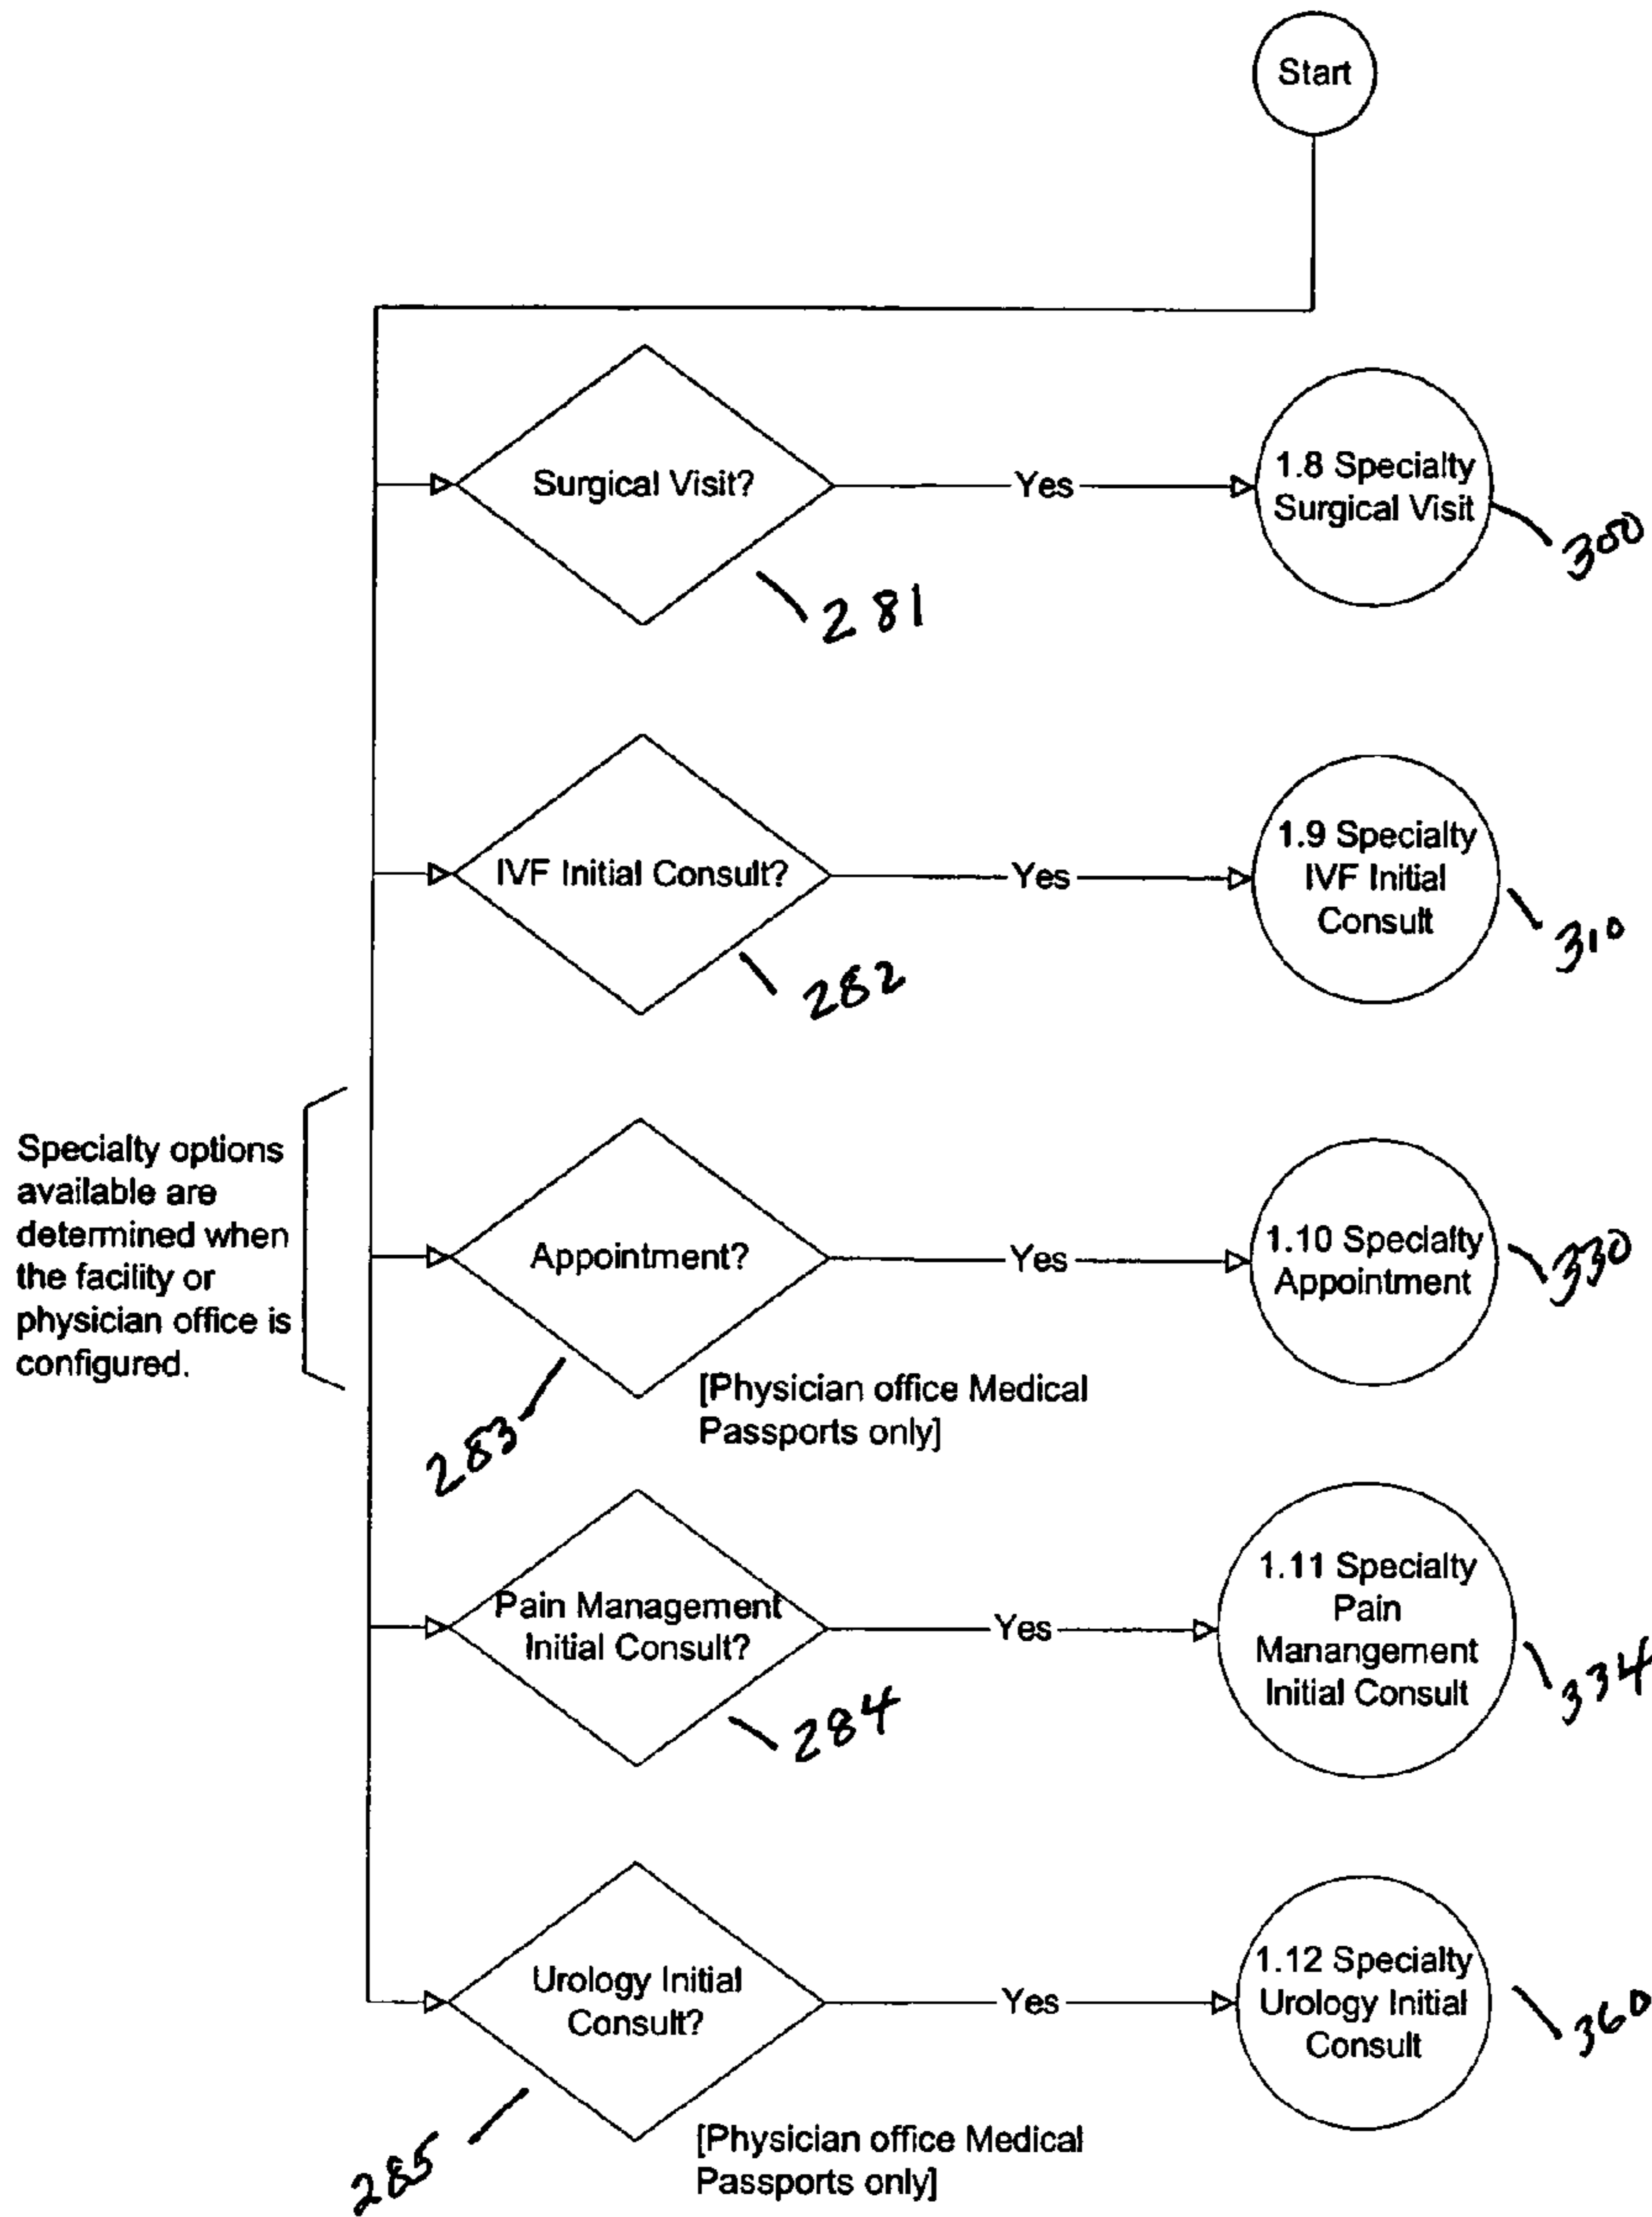 Start
Surgical Visit?
Yes
1.8 Specialty
Surgical Visit
300
281
IVF Initial Consult?
Yes
1.9 Specialty
IVF Initial
Consult
310
282
Specialty options
available are
determined when
the facility or
physician office is
configured.
Appointment?
Yes
1.10 Specialty
Appointment
330
283
[Physician office Medical
Passports only]
Pain Management
Initial Consult?
Yes
1.11 Specialty
Pain
Manangement
Initial Consult
334
284
Urology Initial
Consult?
Yes
1.12 Specialty
Urology Initial
Consult
360
285
[Physician office Medical
Passports only]